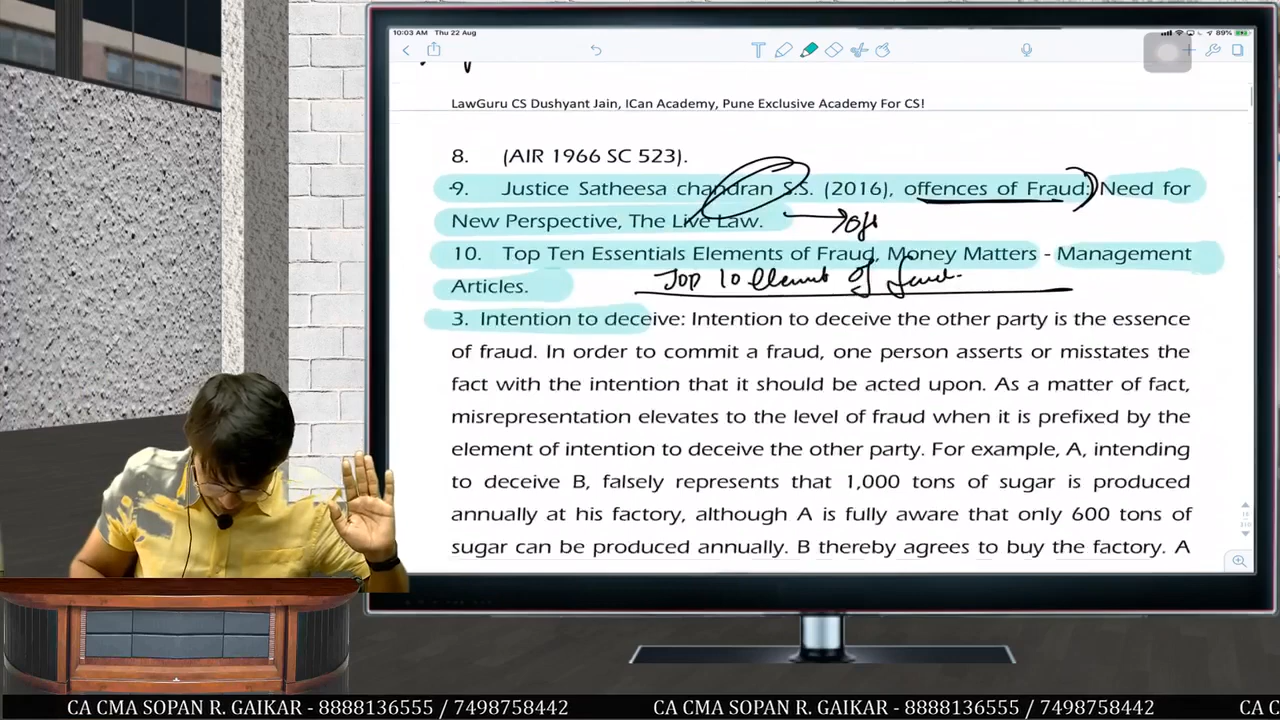 10:03 AM Thu 22 Aug
89%
T
LawGuru CS Dushyant Jain, ICan Academy, Pune Exclusive Academy For CS!
8. (AIR 1966 SC 523).
9. Justice Satheesa chandran S.S. (2016), offences of Fraud: Need for
New Perspective, The Live Law.
10. Top Ten Essentials Elements of Fraud, Money Matters - Management
Articles.
Top 10 Element of fraud
3. Intention to deceive: Intention to deceive the other party is the essence
of fraud. In order to commit a fraud, one person asserts or misstates the
fact with the intention that it should be acted upon. As a matter of fact,
misrepresentation elevates to the level of fraud when it is prefixed by the
element of intention to deceive the other party. For example, A, intending
to deceive B, falsely represents that 1,000 tons of sugar is produced
annually at his factory, although A is fully aware that only 600 tons of
sugar can be produced annually. B thereby agrees to buy the factory. A
CA CMA SOPAN R. GAIKAR - 8888136555 / 7498758442 CA CMA SOPAN R. GAIKAR - 8888136555 / 7498758442 CA C